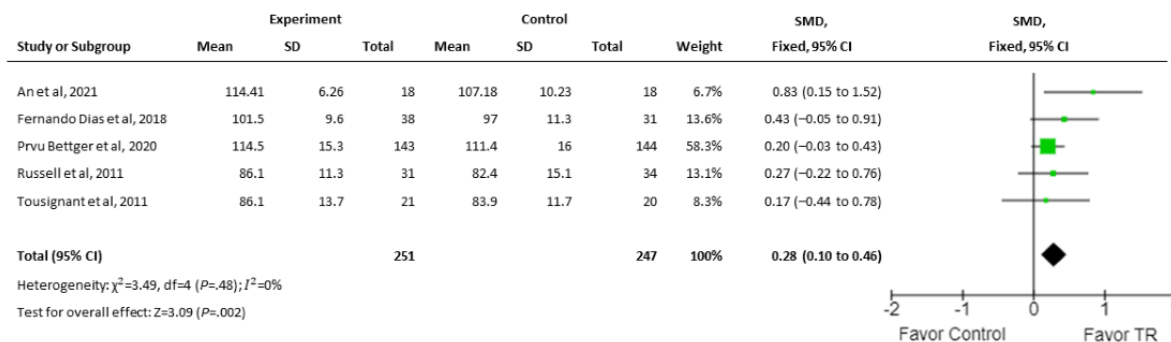 Experiment Control SMD, SMD,
Study or Subgroup Mean SD Total Mean SD Total Weight Fixed, 95% CI Fixed, 95% CI
An et al, 2021 114.41 6.26 18 107.18 10.23 18 6.7% 0.83 (0.15 to 1.52)
Fernando Dias et al, 2018 101.5 9.6 38 97 11.3 31 13.6% 0.43 (−0.05 to 0.91)
Prvu Bettger et al, 2020 114.5 15.3 143 111.4 16 144 58.3% 0.20 (−0.03 to 0.43)
Russell et al, 2011 86.1 11.3 31 82.4 15.1 34 13.1% 0.27 (−0.22 to 0.76)
Tousignant et al, 2011 86.1 13.7 21 83.9 11.7 20 8.3% 0.17 (−0.44 to 0.78)
Total (95% CI) 251 247 100% 0.28 (0.10 to 0.46)
Heterogeneity: χ²=3.49, df=4 (P=.48); I²=0%
Test for overall effect: Z=3.09 (P=.002)
-2 -1 0 1
Favor Control Favor TR